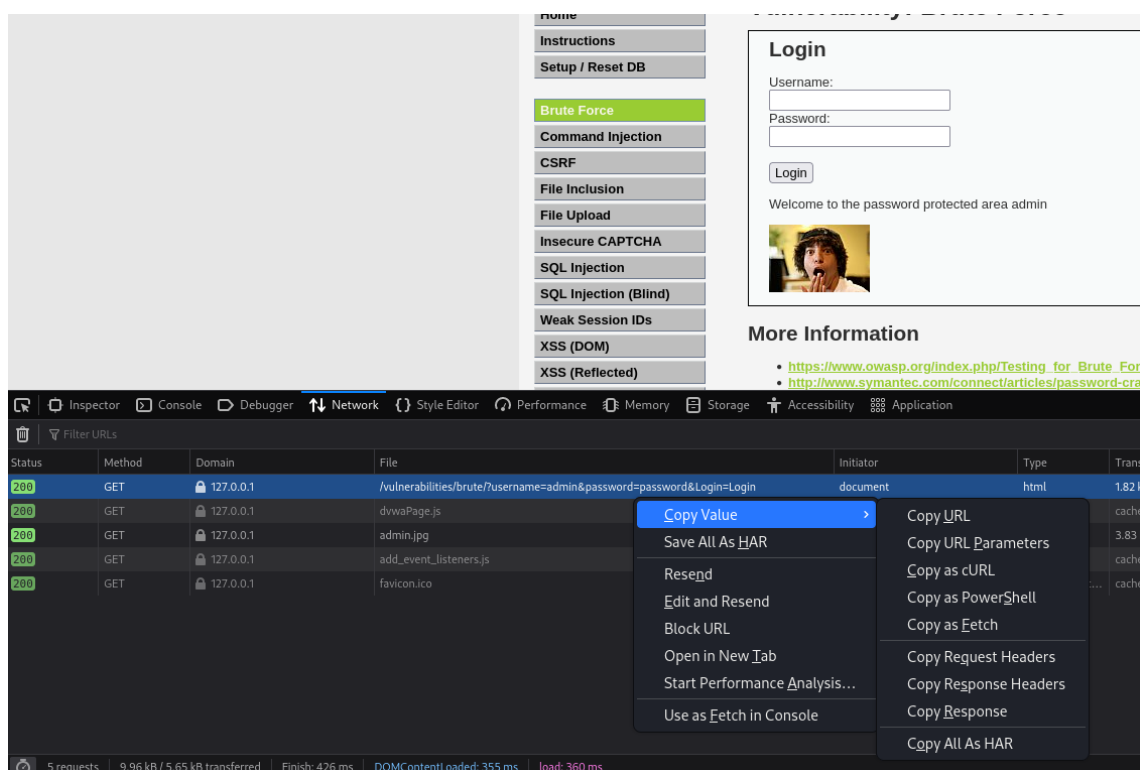 Home
Instructions
Setup / Reset DB
Brute Force
Command Injection
CSRF
File Inclusion
File Upload
Insecure CAPTCHA
SQL Injection
SQL Injection (Blind)
Weak Session IDs
XSS (DOM)
XSS (Reflected)
Login
Username:
Password:
Login
Welcome to the password protected area admin
More Information
https://www.owasp.org/index.php/Testing_for_Brute_For
http://www.symantec.com/connect/articles/password-cra
Inspector Console Debugger Network Style Editor Performance Memory Storage Accessibility Application
Filter URLs
Status Method Domain File Initiator Type Trans
200 GET 127.0.0.1 /vulnerabilities/brute/?username=admin&password=password&Login=Login document html 1.82
200 GET 127.0.0.1 dvwaPage.js cache
200 GET 127.0.0.1 admin.jpg 3.83
200 GET 127.0.0.1 add_event_listeners.js cache
200 GET 127.0.0.1 favicon.ico cache
Copy Value
Save All As HAR
Resend
Edit and Resend
Block URL
Open in New Tab
Start Performance Analysis...
Use as Fetch in Console
Copy URL
Copy URL Parameters
Copy as cURL
Copy as PowerShell
Copy as Fetch
Copy Request Headers
Copy Response Headers
Copy Response
Copy All As HAR
5 requests 9.96 kB / 5.65 kB transferred Finish: 426 ms DOMContentLoaded: 355 ms load: 360 ms